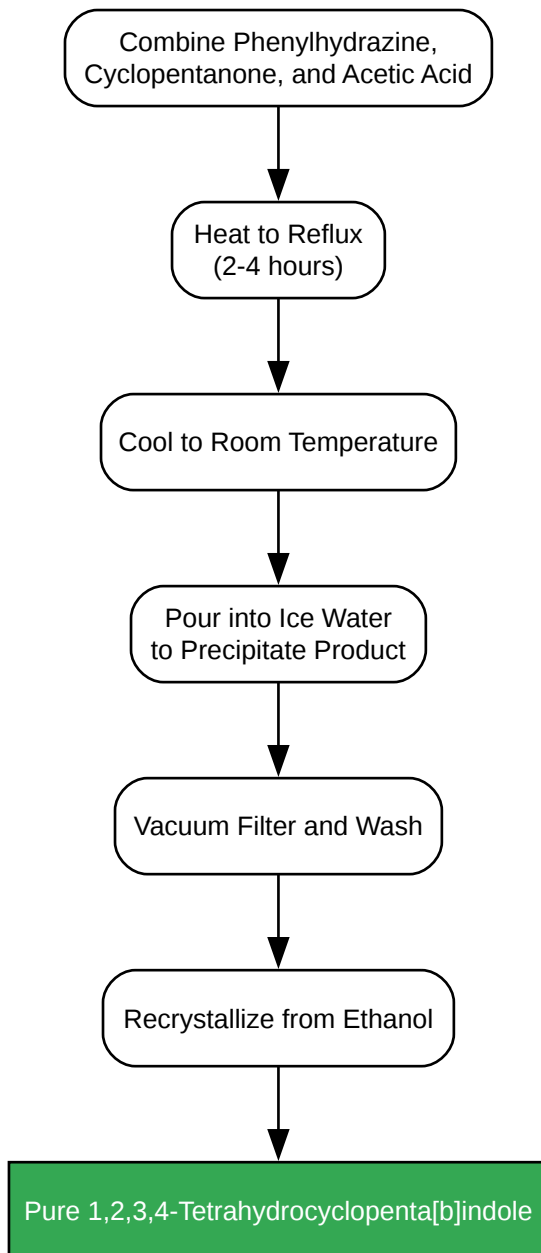 Combine Phenylhydrazine,
Cyclopentanone, and Acetic Acid
Heat to Reflux
(2-4 hours)
Cool to Room Temperature
Pour into Ice Water
to Precipitate Product
Vacuum Filter and Wash
Recrystallize from Ethanol
Pure 1,2,3,4-Tetrahydrocyclopenta[b]indole